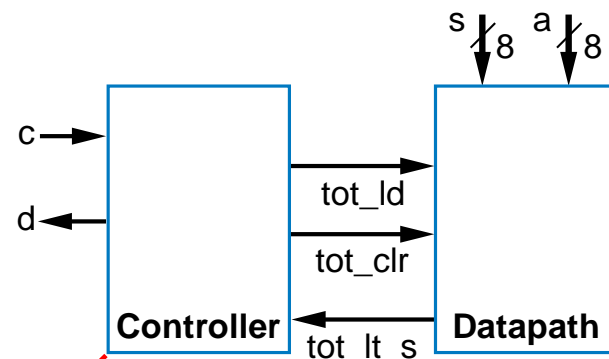 s a
8 8
c
tot_ld
d
tot_clr
Controller Datapath
tot_lt_s